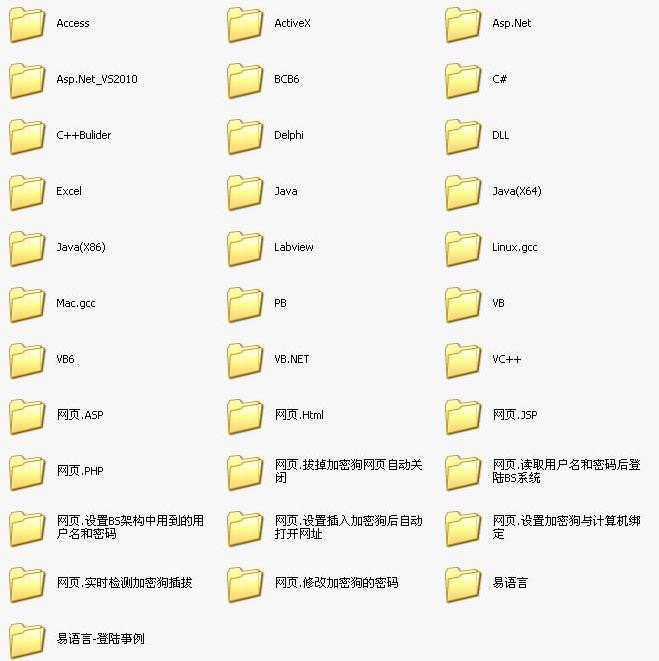 Access
ActiveX
Asp.Net
Asp.Net_VS2010
BCB6
C#
C++Bulider
Delphi
DLL
Excel
Java
Java(X64)
Java(X86)
Labview
Linux.gcc
Mac.gcc
PB
VB
VB6
VB.NET
VC++
网页.ASP
网页.Html
网页.JSP
网页.PHP
网页.拔掉加密狗网页自动关
闭
网页.读取用户名和密码后登
陆BS系统
网页.设置BS架构中用到的用
户名和密码
网页.设置插入加密狗后自动
打开网址
网页.设置加密狗与计算机绑
定
网页.实时检测加密狗插拔
网页.修改加密狗的密码
易语言
易语言-登陆事例